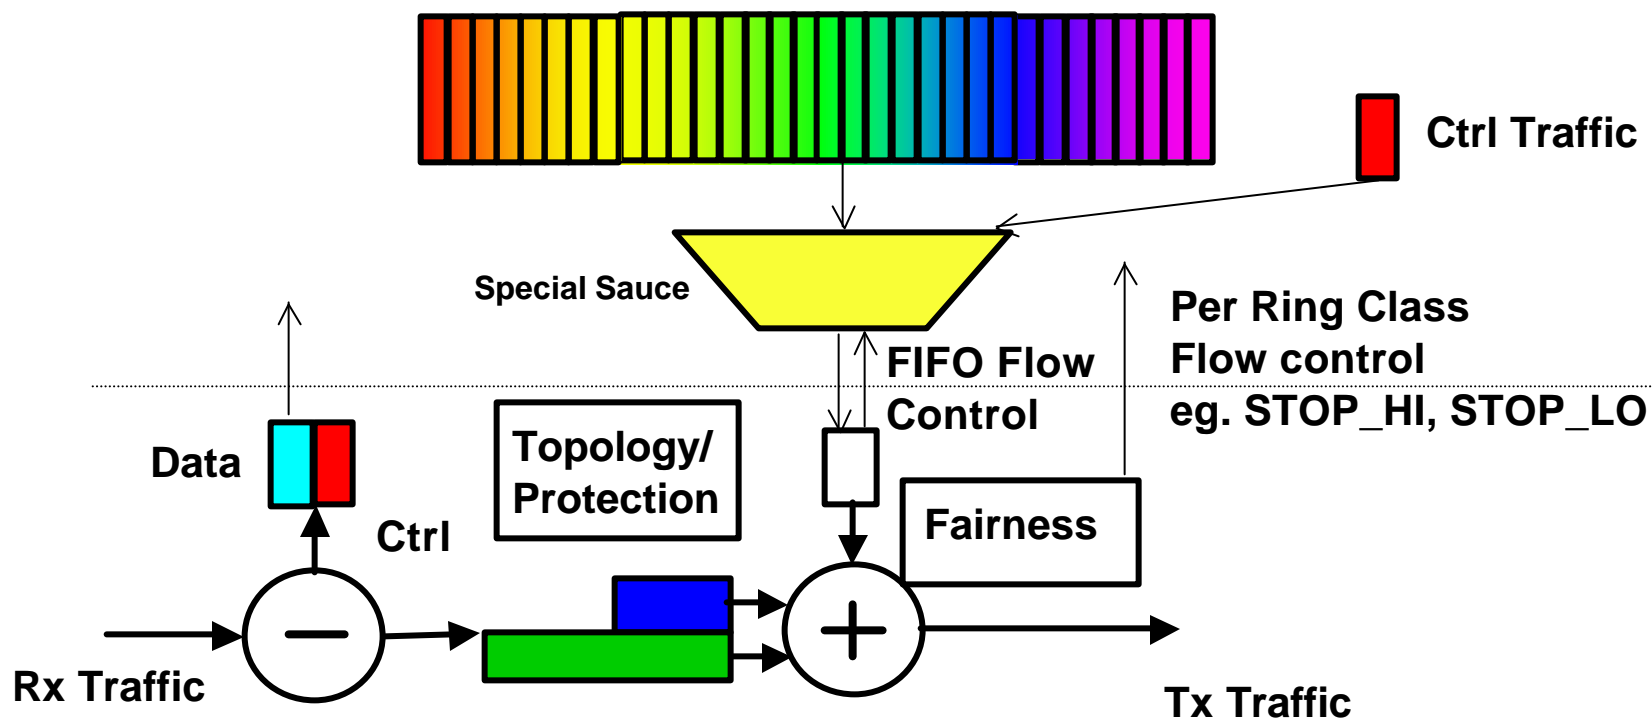 Ctrl Traffic
Special Sauce
Per Ring Class
Flow control
eg. STOP_HI, STOP_LO
FIFO Flow
Control
Data
Topology/
Protection
Ctrl
Fairness
Rx Traffic
Tx Traffic